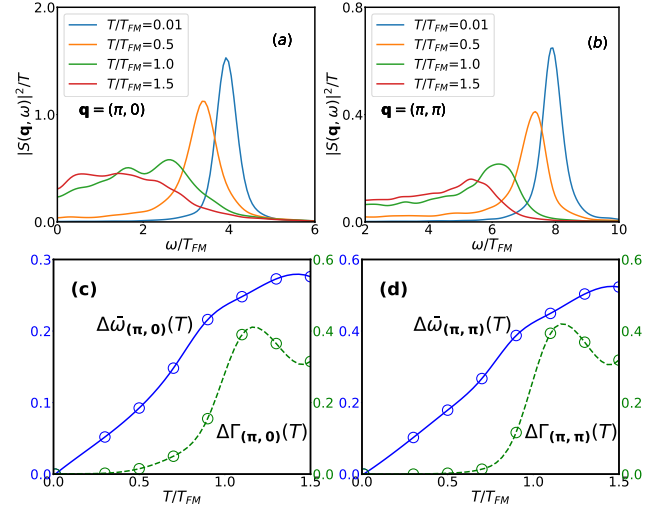 2.0
1.0
0.0
|S(q, ω)|²/T
T/T_FM=0.01
T/T_FM=0.5
T/T_FM=1.0
T/T_FM=1.5
(a)
q = (π, 0)
0 2 4 6
ω/T_FM
0.8
0.4
0.0
|S(q, ω)|²/T
T/T_FM=0.01
T/T_FM=0.5
T/T_FM=1.0
T/T_FM=1.5
(b)
q = (π, π)
2 4 6 8 10
ω/T_FM
0.3
0.2
0.1
0.0
(c)
Δω̄_(π, 0)(T)
ΔΓ_(π, 0)(T)
0.6
0.4
0.2
0.0
0.0 0.5 1.0 1.5
T/T_FM
0.6
0.4
0.2
0.0
(d)
Δω̄_(π, π)(T)
ΔΓ_(π, π)(T)
0.6
0.4
0.2
0.0
0.0 0.5 1.0 1.5
T/T_FM